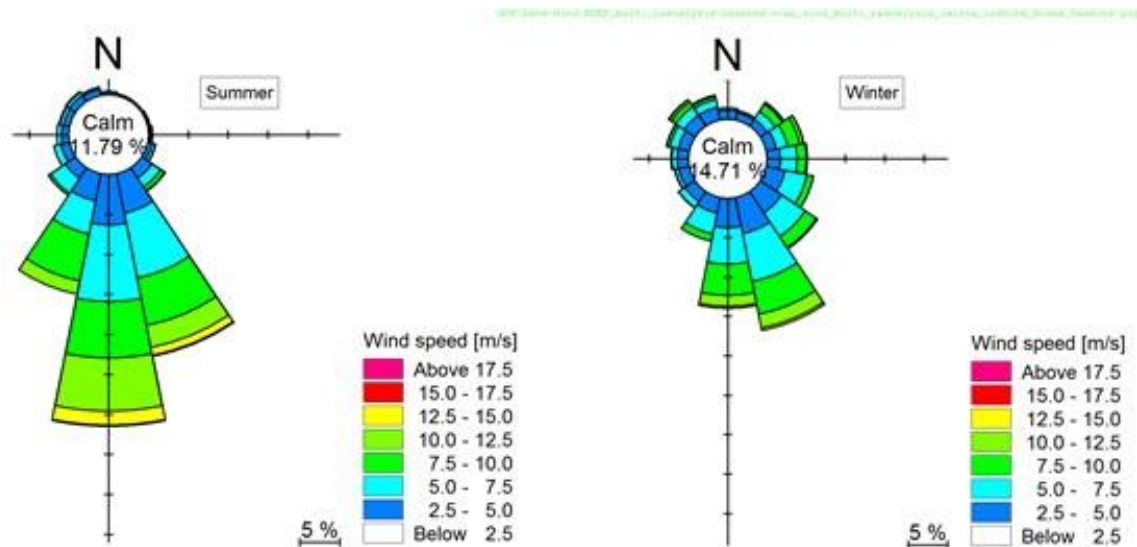 N
Summer
Calm
11.79 %
Wind speed [m/s]
Above 17.5
15.0 - 17.5
12.5 - 15.0
10.0 - 12.5
7.5 - 10.0
5.0 - 7.5
2.5 - 5.0
Below 2.5
5 %
N
Winter
Calm
14.71 %
Wind speed [m/s]
Above 17.5
15.0 - 17.5
12.5 - 15.0
10.0 - 12.5
7.5 - 10.0
5.0 - 7.5
2.5 - 5.0
Below 2.5
5 %